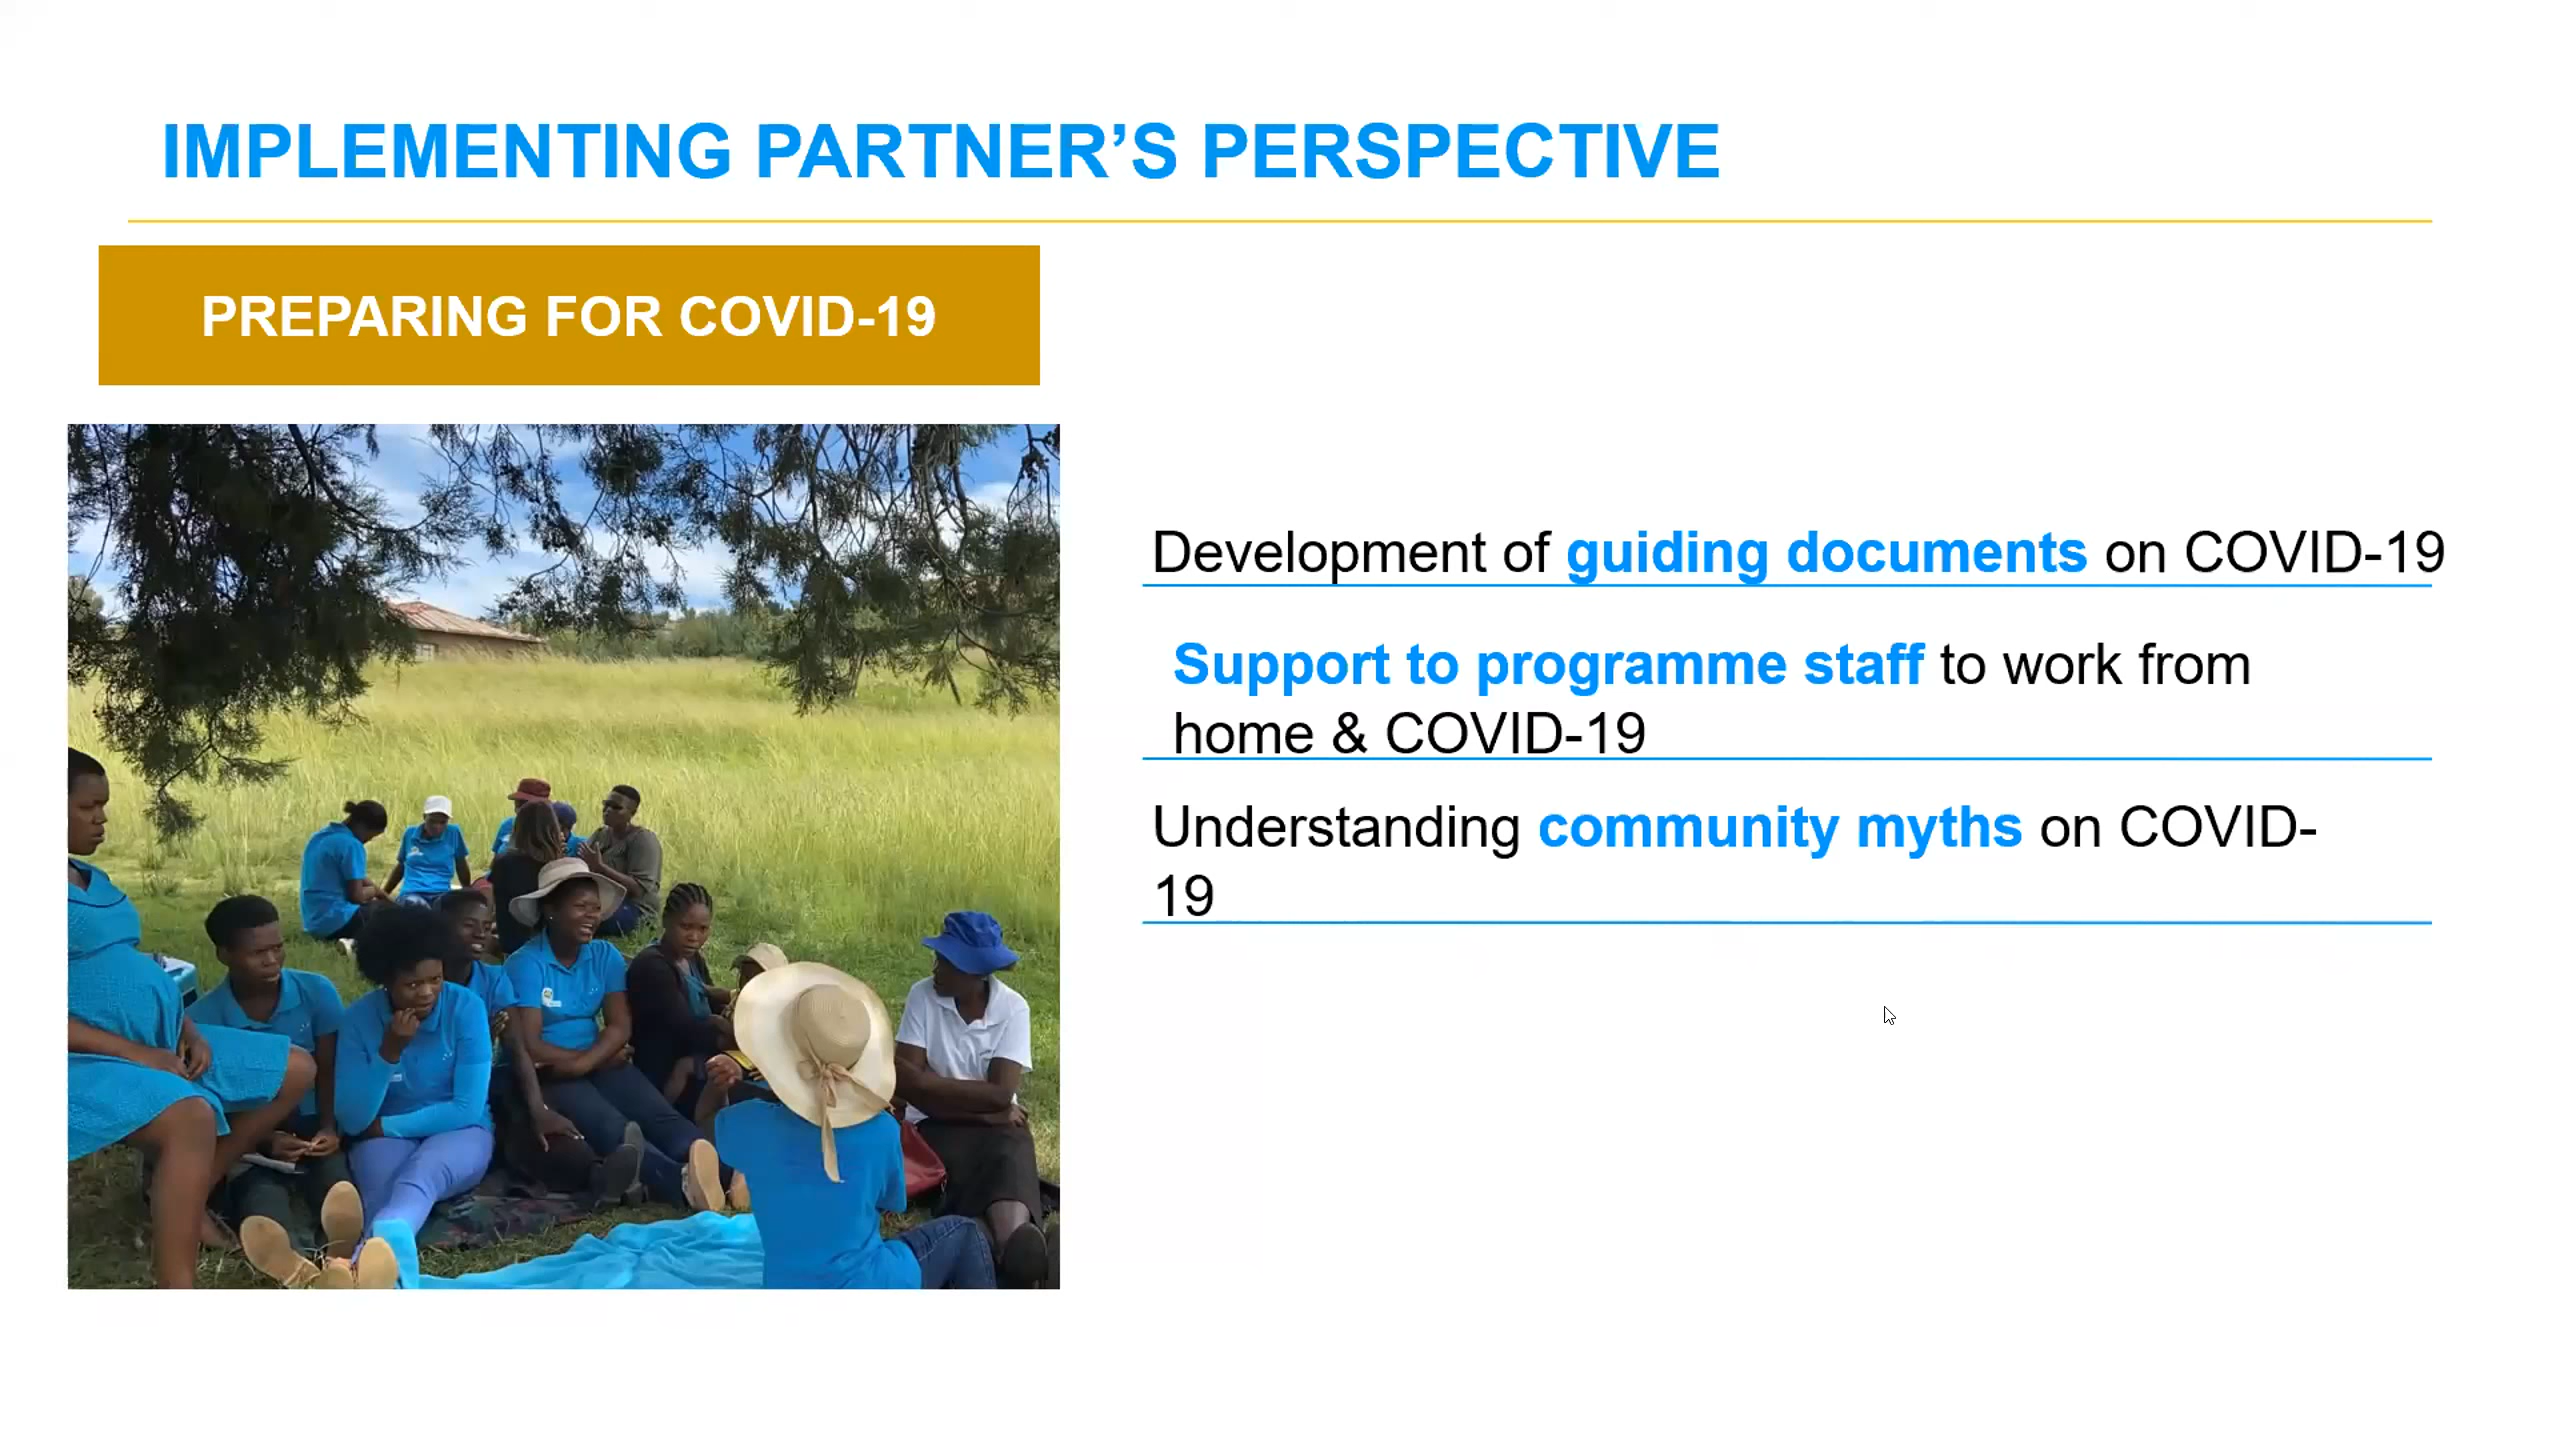 IMPLEMENTING PARTNER’S PERSPECTIVE
PREPARING FOR COVID-19
Development of guiding documents on COVID-19
Support to programme staff to work from
home & COVID-19
Understanding community myths on COVID-
19